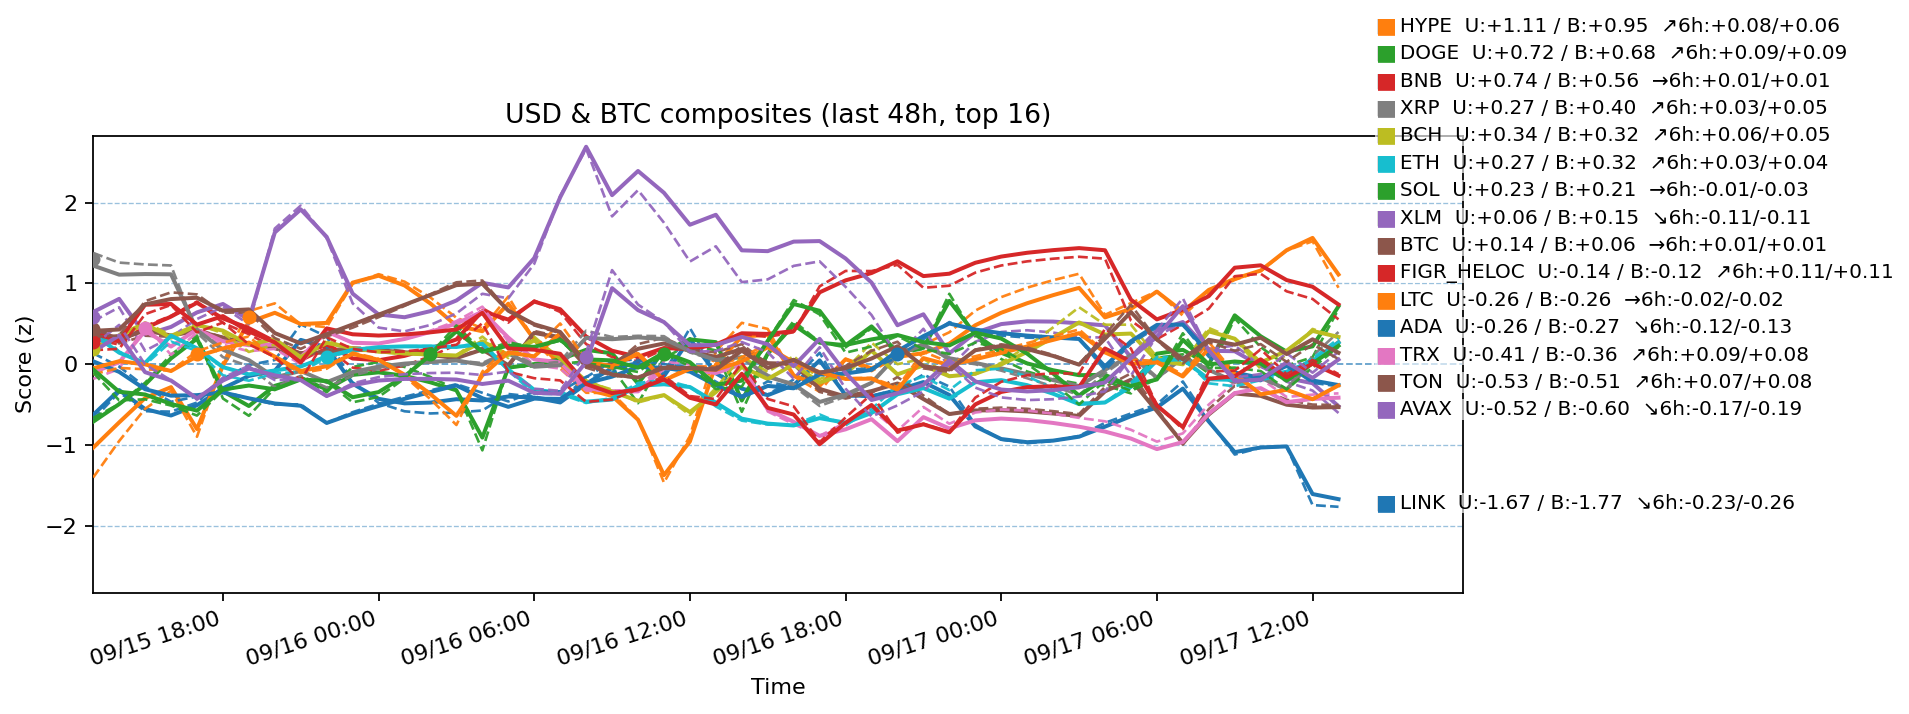 USD & BTC composites (last 48h, top 16)
HYPE U:+1.11 / B:+0.95 ↗6h:+0.08/+0.06
DOGE U:+0.72 / B:+0.68 ↗6h:+0.09/+0.09
BNB U:+0.74 / B:+0.56 →6h:+0.01/+0.01
XRP U:+0.27 / B:+0.40 ↗6h:+0.03/+0.05
BCH U:+0.34 / B:+0.32 ↗6h:+0.06/+0.05
ETH U:+0.27 / B:+0.32 ↗6h:+0.03/+0.04
SOL U:+0.23 / B:+0.21 →6h:-0.01/-0.03
XLM U:+0.06 / B:+0.15 ↘6h:-0.11/-0.11
BTC U:+0.14 / B:+0.06 →6h:+0.01/+0.01
FIGR_HELOC U:-0.14 / B:-0.12 ↗6h:+0.11/+0.11
LTC U:-0.26 / B:-0.26 →6h:-0.02/-0.02
ADA U:-0.26 / B:-0.27 ↘6h:-0.12/-0.13
TRX U:-0.41 / B:-0.36 ↗6h:+0.09/+0.08
TON U:-0.53 / B:-0.51 ↗6h:+0.07/+0.08
AVAX U:-0.52 / B:-0.60 ↘6h:-0.17/-0.19
LINK U:-1.67 / B:-1.77 ↘6h:-0.23/-0.26
Score (z)
2
1
0
−1
−2
09/15 18:00
09/16 00:00
09/16 06:00
09/16 12:00
09/16 18:00
09/17 00:00
09/17 06:00
09/17 12:00
Time